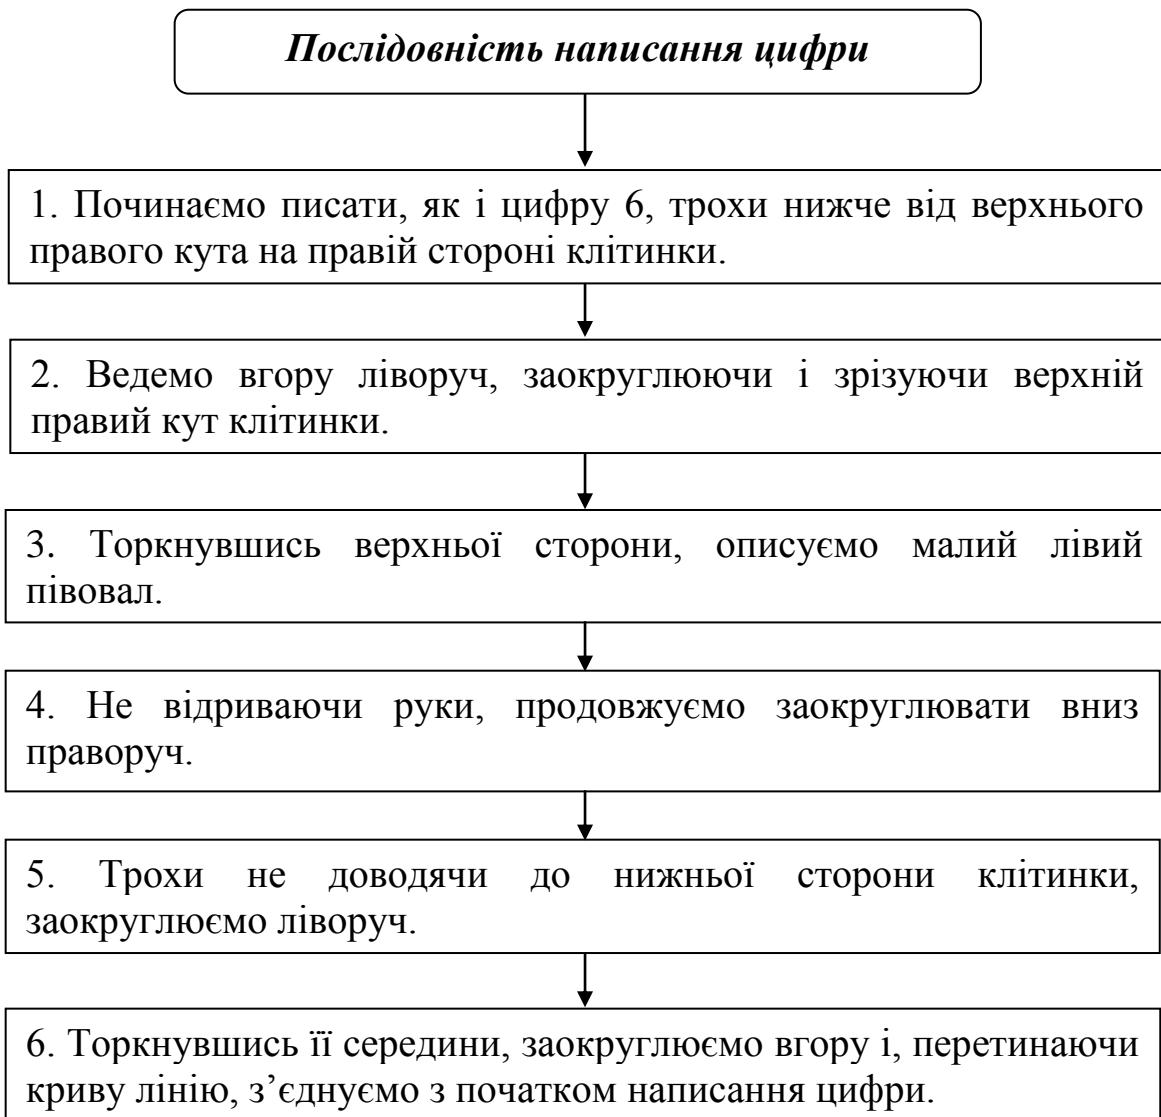 Послідовність написання цифри
1. Починаємо писати, як і цифру 6, трохи нижче від верхнього
правого кута на правій стороні клітинки.
2. Ведемо вгору ліворуч, заокруглюючи і зрізуючи верхній
правий кут клітинки.
3. Торкнувшись верхньої сторони, описуємо малий лівий
півовал.
4. Не відриваючи руки, продовжуємо заокруглювати вниз
праворуч.
5. Трохи не доводячи до нижньої сторони клітинки,
заокруглюємо ліворуч.
6. Торкнувшись її середини, заокруглюємо вгору і, перетинаючи
криву лінію, з’єднуємо з початком написання цифри.